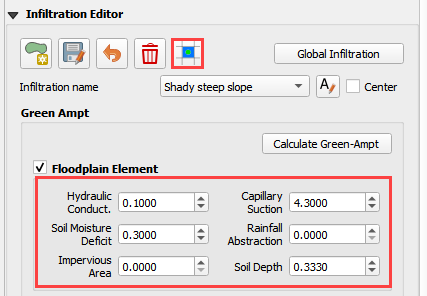 Infiltration Editor
Global Infiltration
Infiltration name Shady steep slope A Center
Green Ampt
Calculate Green-Ampt
Floodplain Element
Hydraulic Conduct. 0.1000 Capillary Suction 4.3000
Soil Moisture Deficit 0.3000 Rainfall Abstraction 0.0000
Impervious Area 0.0000 Soil Depth 0.3330